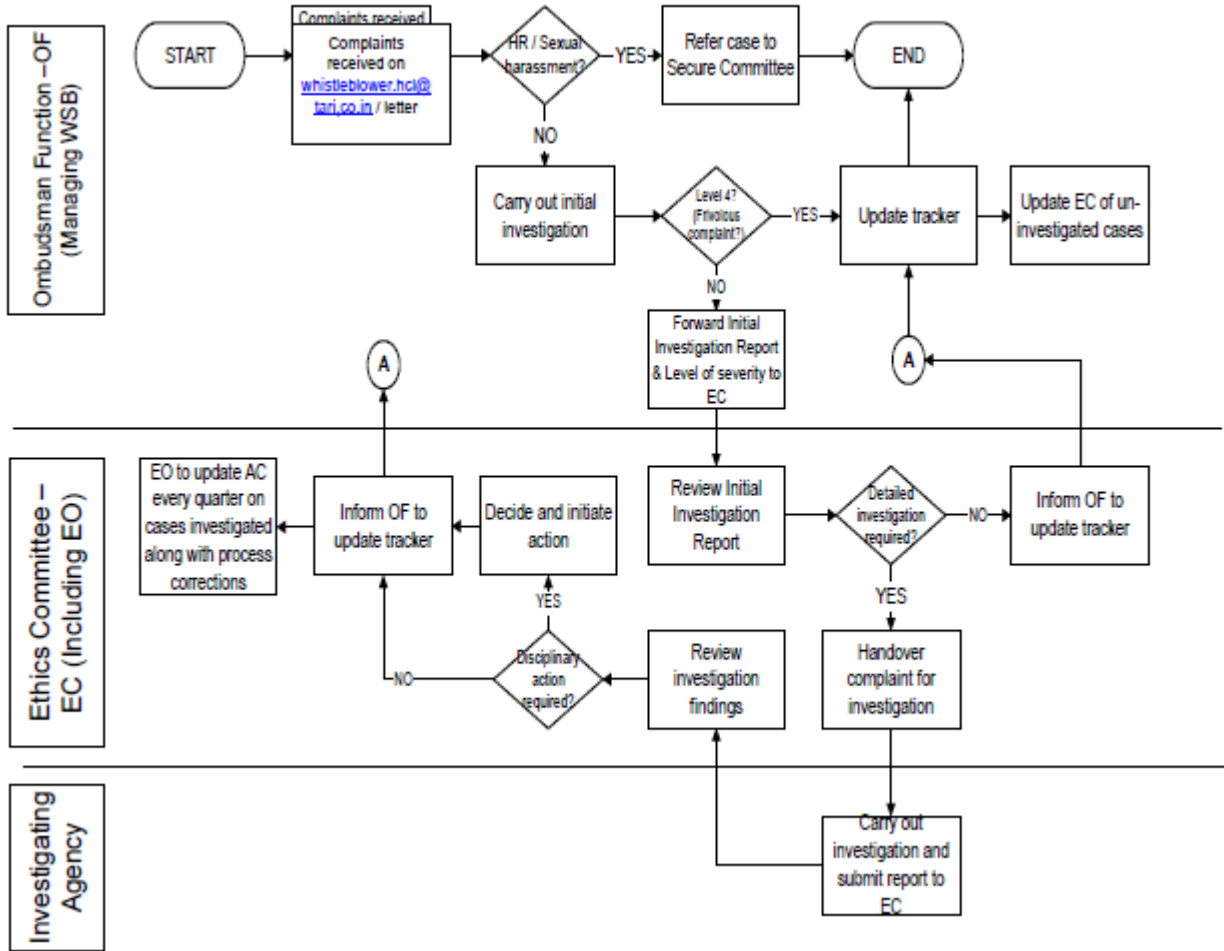 Ombudsman Function –OF
(Managing WSB)
START
Complaints received
Complaints
received on
whistleblower.hcl@
tari,co.in / letter
HR / Sexual
harassment?
YES
Refer case to
Secure Committee
END
NO
Carry out initial
investigation
Level 4?
(Frivolous
complaint?)
YES
Update tracker
Update EC of un-
investigated cases
NO
Forward Initial
Investigation Report
& Level of severity to
EC
A
A
Ethics Committee –
EC (Including EO)
EO to update AC
every quarter on
cases investigated
along with process
corrections
Inform OF to
update tracker
Decide and initiate
action
Review Initial
Investigation
Report
Detailed
investigation
required?
NO
Inform OF to
update tracker
YES
YES
NO
Disciplinary
action
required?
Review
investigation
findings
Handover
complaint for
investigation
Investigating
Agency
Carry out
investigation and
submit report to
EC